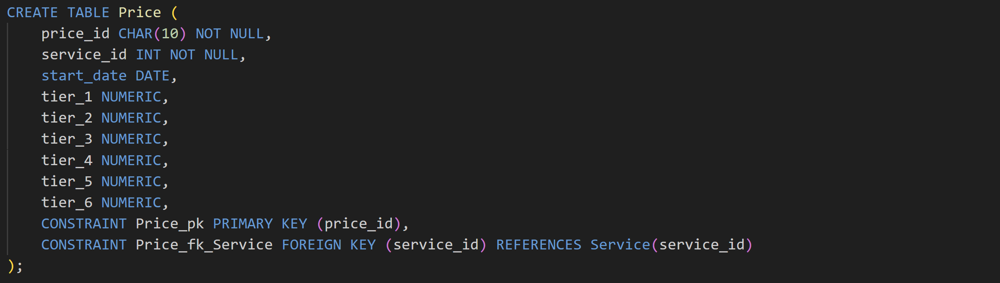 CREATE TABLE Price (
    price_id CHAR(10) NOT NULL,
    service_id INT NOT NULL,
    start_date DATE,
    tier_1 NUMERIC,
    tier_2 NUMERIC,
    tier_3 NUMERIC,
    tier_4 NUMERIC,
    tier_5 NUMERIC,
    tier_6 NUMERIC,
    CONSTRAINT Price_pk PRIMARY KEY (price_id),
    CONSTRAINT Price_fk_Service FOREIGN KEY (service_id) REFERENCES Service(service_id)
);